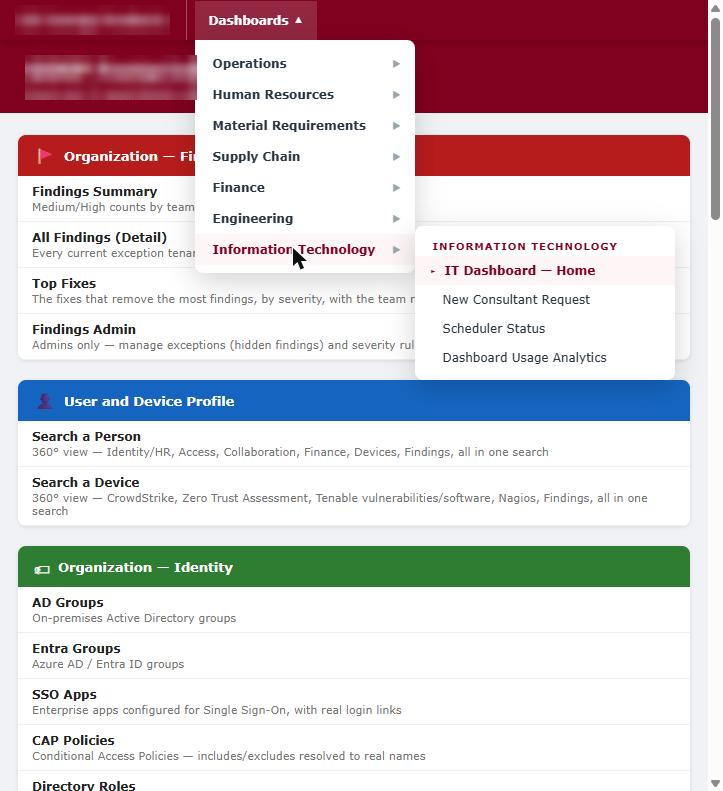 Dashboards ▲
Operations
Human Resources
Material Requirements
Supply Chain
Finance
Engineering
Information Technology
INFORMATION TECHNOLOGY
IT Dashboard — Home
New Consultant Request
Scheduler Status
Dashboard Usage Analytics
Organization —
Findings Summary
Medium/High counts by team
All Findings (Detail)
Every current exception
Top Fixes
The fixes that remove the most findings, by severity, with the team
Findings Admin
Admins only — manage exceptions (hidden findings) and severity
User and Device Profile
Search a Person
360° view — Identity/HR, Access, Collaboration, Finance, Devices, Findings, all in one search
Search a Device
360° view — CrowdStrike, Zero Trust Assessment, Tenable vulnerabilities/software, Nagios, Findings, all in one
search
Organization — Identity
AD Groups
On-premises Active Directory groups
Entra Groups
Azure AD / Entra ID groups
SSO Apps
Enterprise apps configured for Single Sign-On, with real login links
CAP Policies
Conditional Access Policies — includes/excludes resolved to real names
Directory Roles